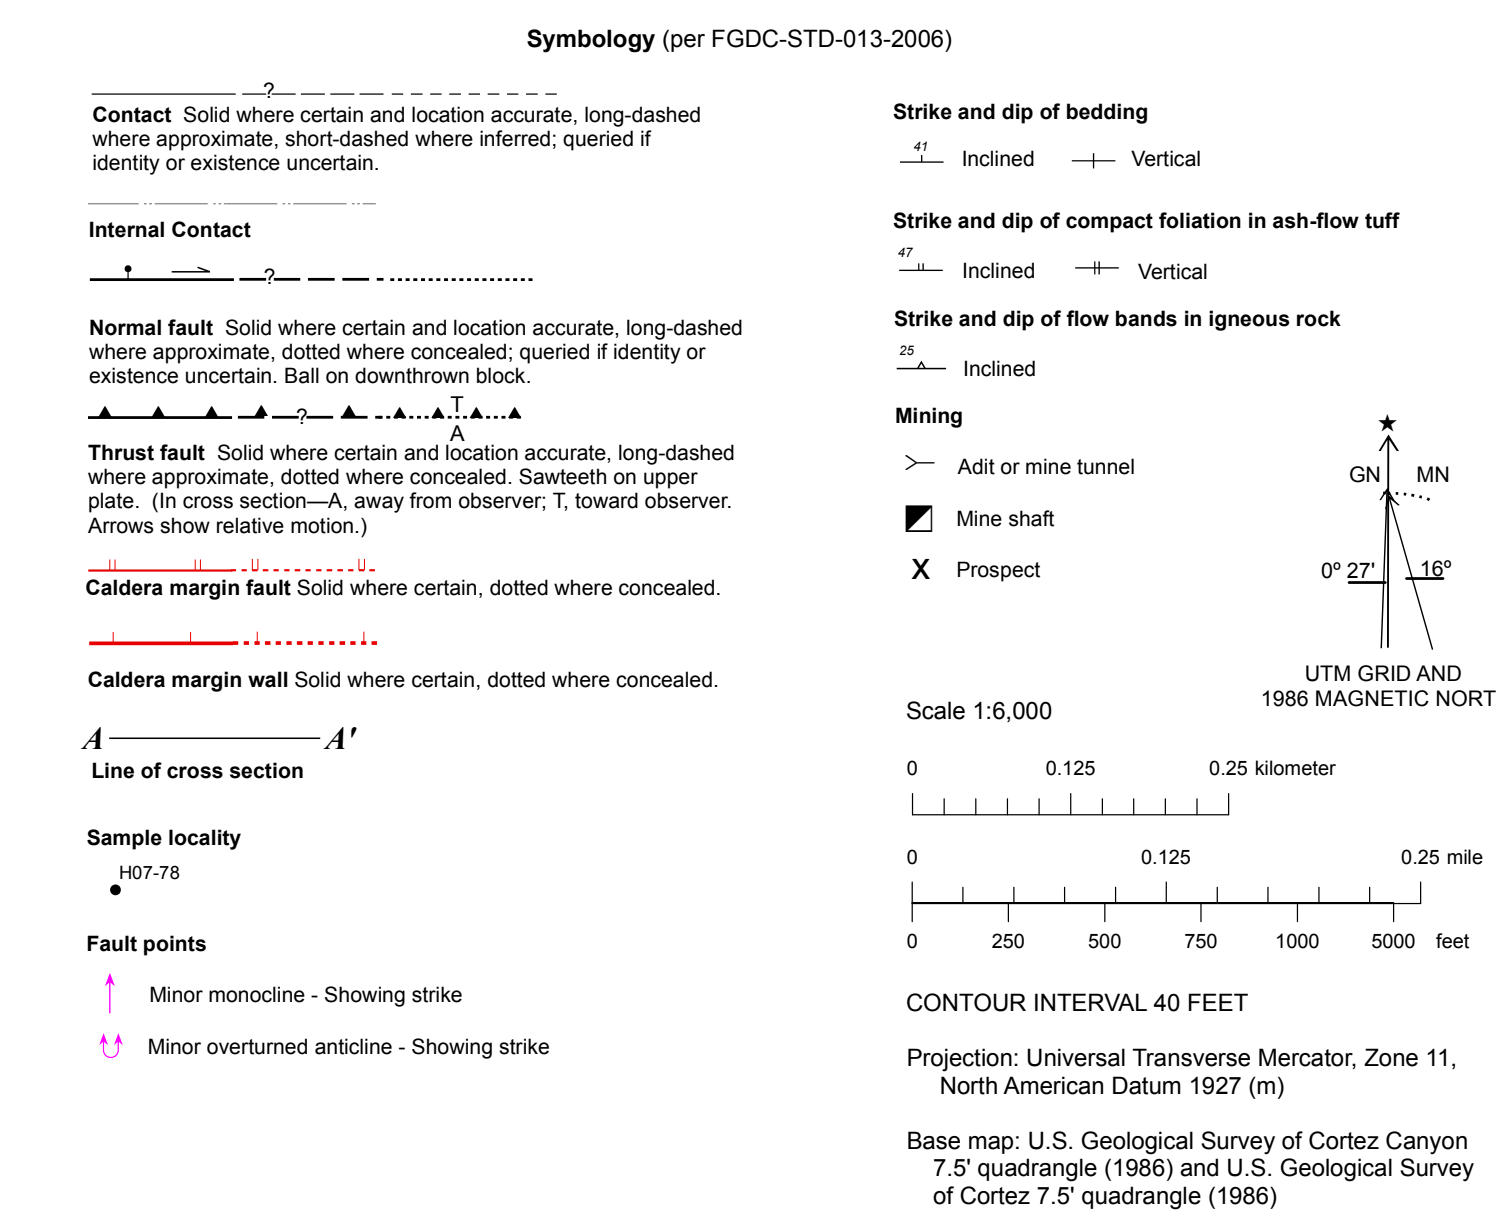 Symbology (per FGDC-STD-013-2006)
?
Contact Solid where certain and location accurate, long-dashed
where approximate, short-dashed where inferred; queried if
identity or existence uncertain.
Internal Contact
?
Normal fault Solid where certain and location accurate, long-dashed
where approximate, dotted where concealed; queried if identity or
existence uncertain. Ball on downthrown block.
?
T
A
Thrust fault Solid where certain and location accurate, long-dashed
where approximate, dotted where concealed. Sawteeth on upper
plate. (In cross section—A, away from observer; T, toward observer.
Arrows show relative motion.)
Caldera margin fault Solid where certain, dotted where concealed.
Caldera margin wall Solid where certain, dotted where concealed.
A A'
Line of cross section
Sample locality
H07-78
Fault points
Minor monocline - Showing strike
Minor overturned anticline - Showing strike
Strike and dip of bedding
41
Inclined Vertical
Strike and dip of compact foliation in ash-flow tuff
47
Inclined Vertical
Strike and dip of flow bands in igneous rock
25
Inclined
Mining
Adit or mine tunnel
Mine shaft
X Prospect
GN MN
0º 27' 16º
UTM GRID AND
1986 MAGNETIC NORT
Scale 1:6,000
0 0.125 0.25 kilometer
0 0.125 0.25 mile
0 250 500 750 1000 5000 feet
CONTOUR INTERVAL 40 FEET
Projection: Universal Transverse Mercator, Zone 11,
North American Datum 1927 (m)
Base map: U.S. Geological Survey of Cortez Canyon
7.5' quadrangle (1986) and U.S. Geological Survey
of Cortez 7.5' quadrangle (1986)